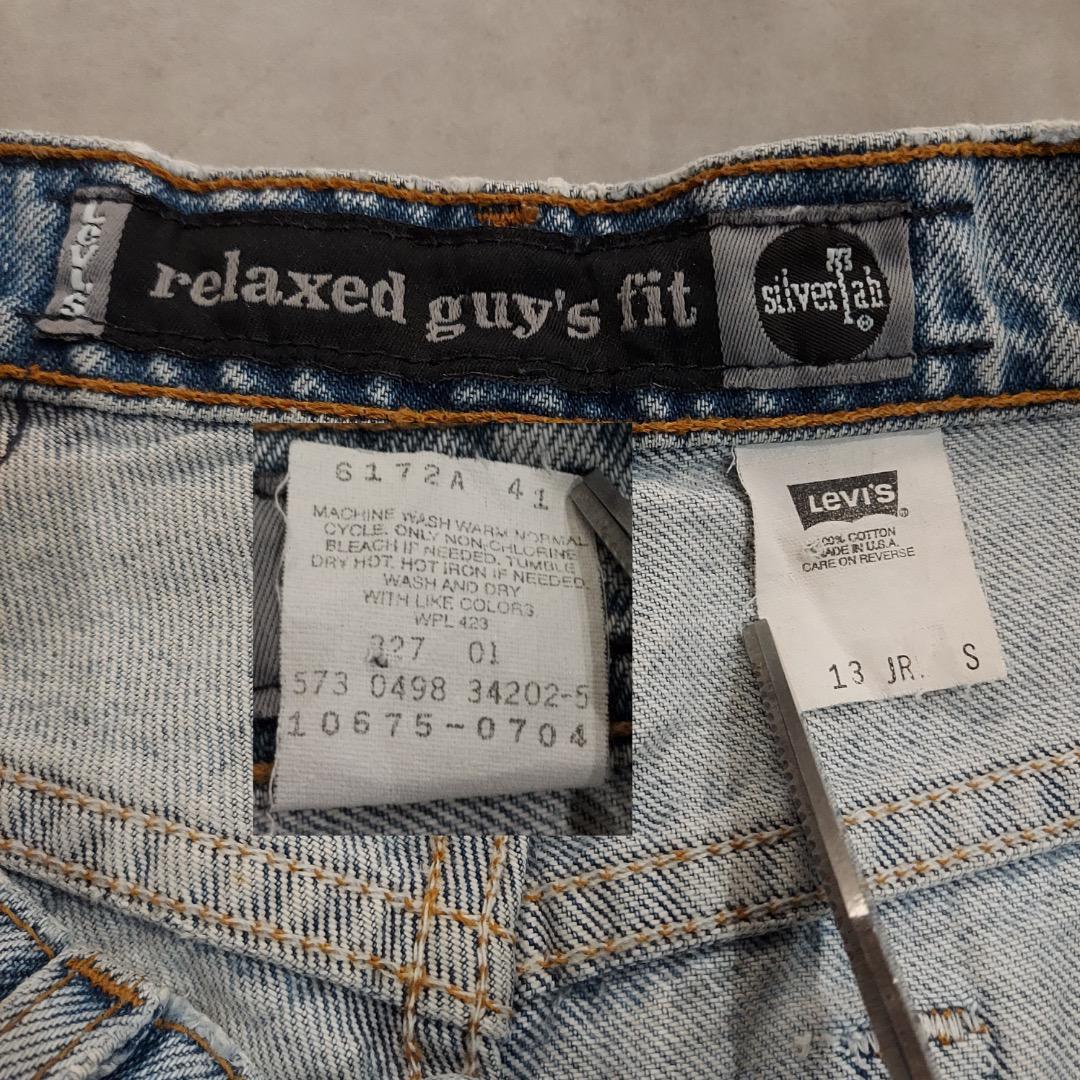 Levi's
relaxed guy's fit
silvertab
®
6172A 41
MACHINE WASH WARM NORMAL
CYCLE. ONLY NON-CHLORINE
BLEACH IF NEEDED. TUMBLE
DRY HOT. HOT IRON IF NEEDED.
WASH AND DRY
WITH LIKE COLORS
WPL 423
327 01
573 0498 34202-5
10675-0704
LEVI'S
®
COTTON
IN U.S.A.
CARE ON REVERSE
13 JR. S